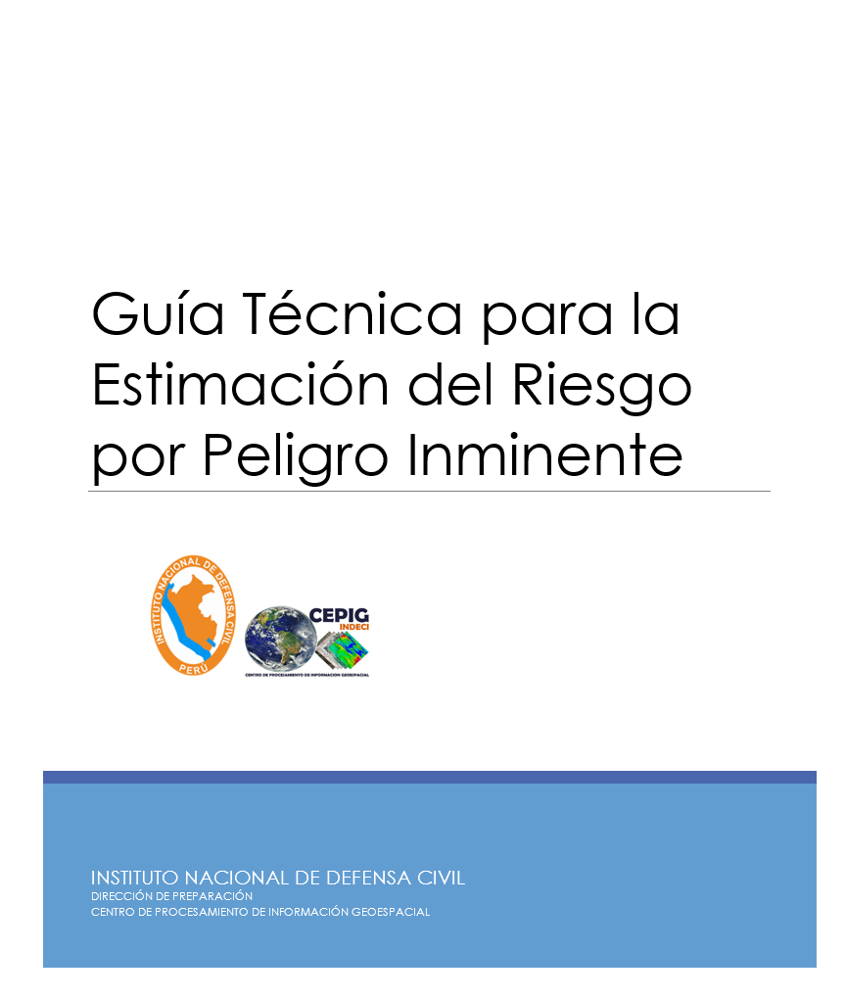 Guía Técnica para la
Estimación del Riesgo
por Peligro Inminente
INSTITUTO NACIONAL DE DEFENSA CIVIL
PERÚ
CEPIG
INDECI
CENTRO DE PROCESAMIENTO DE INFORMACIÓN GEOESPACIAL
INSTITUTO NACIONAL DE DEFENSA CIVIL
DIRECCIÓN DE PREPARACIÓN
CENTRO DE PROCESAMIENTO DE INFORMACIÓN GEOESPACIAL